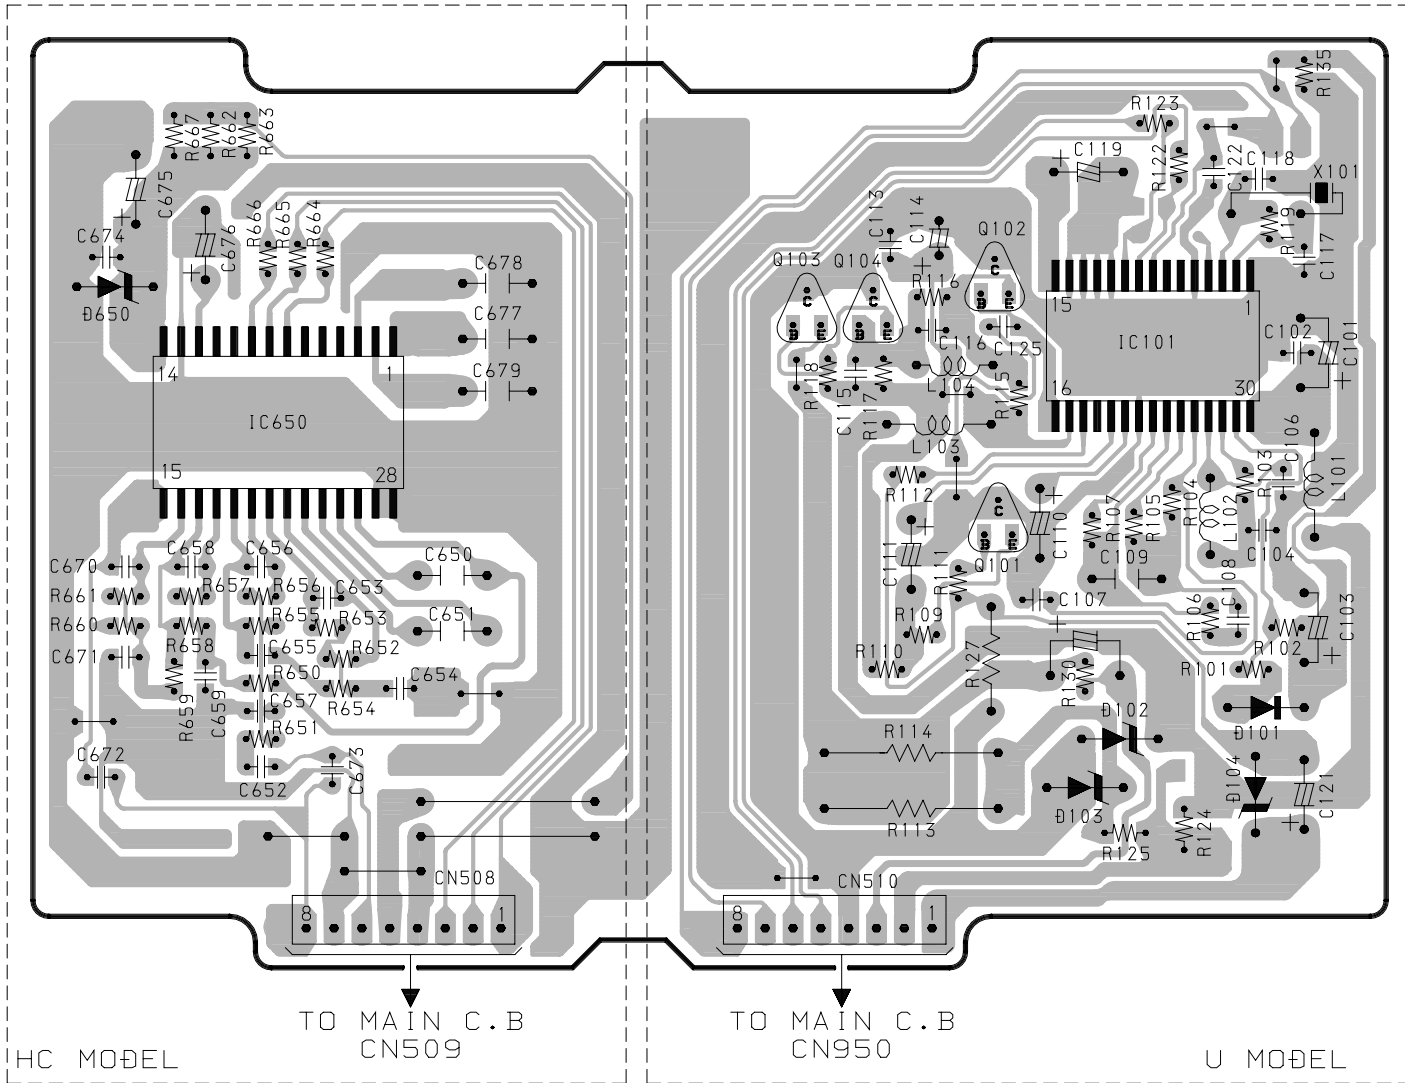 R135
R123
R667
R662
R663
C119
R122
C122
C118
X101
C675
R119
C676
R666
R665
R664
C113
C114
Q102
C
C117
C674
C678
Q103
Q104
R116
D650
C
C
B E
15
1
C677
B E
B E
C116
C125
IC101
C102
C101
14
1
C679
R118
C115
R117
L104
R115
16
30
IC650
L103
C106
15
28
R112
R103
L101
C
B E
Q101
C110
R107
R105
R104
L102
C104
C111
R111
C109
C108
C670
C658
C656
C650
R661
R657
R656
C653
C107
R660
R655
R653
C651
R109
R106
C103
R658
R102
C671
C655
R652
R110
R127
R130
R101
R659
C659
R650
C654
C657
R654
R651
D102
D101
C672
R114
C673
D104
C121
C652
D103
R113
R124
R125
CN508
CN510
8
1
8
1
TO MAIN C.B
CN509
TO MAIN C.B
CN950
HC MODEL
U MODEL